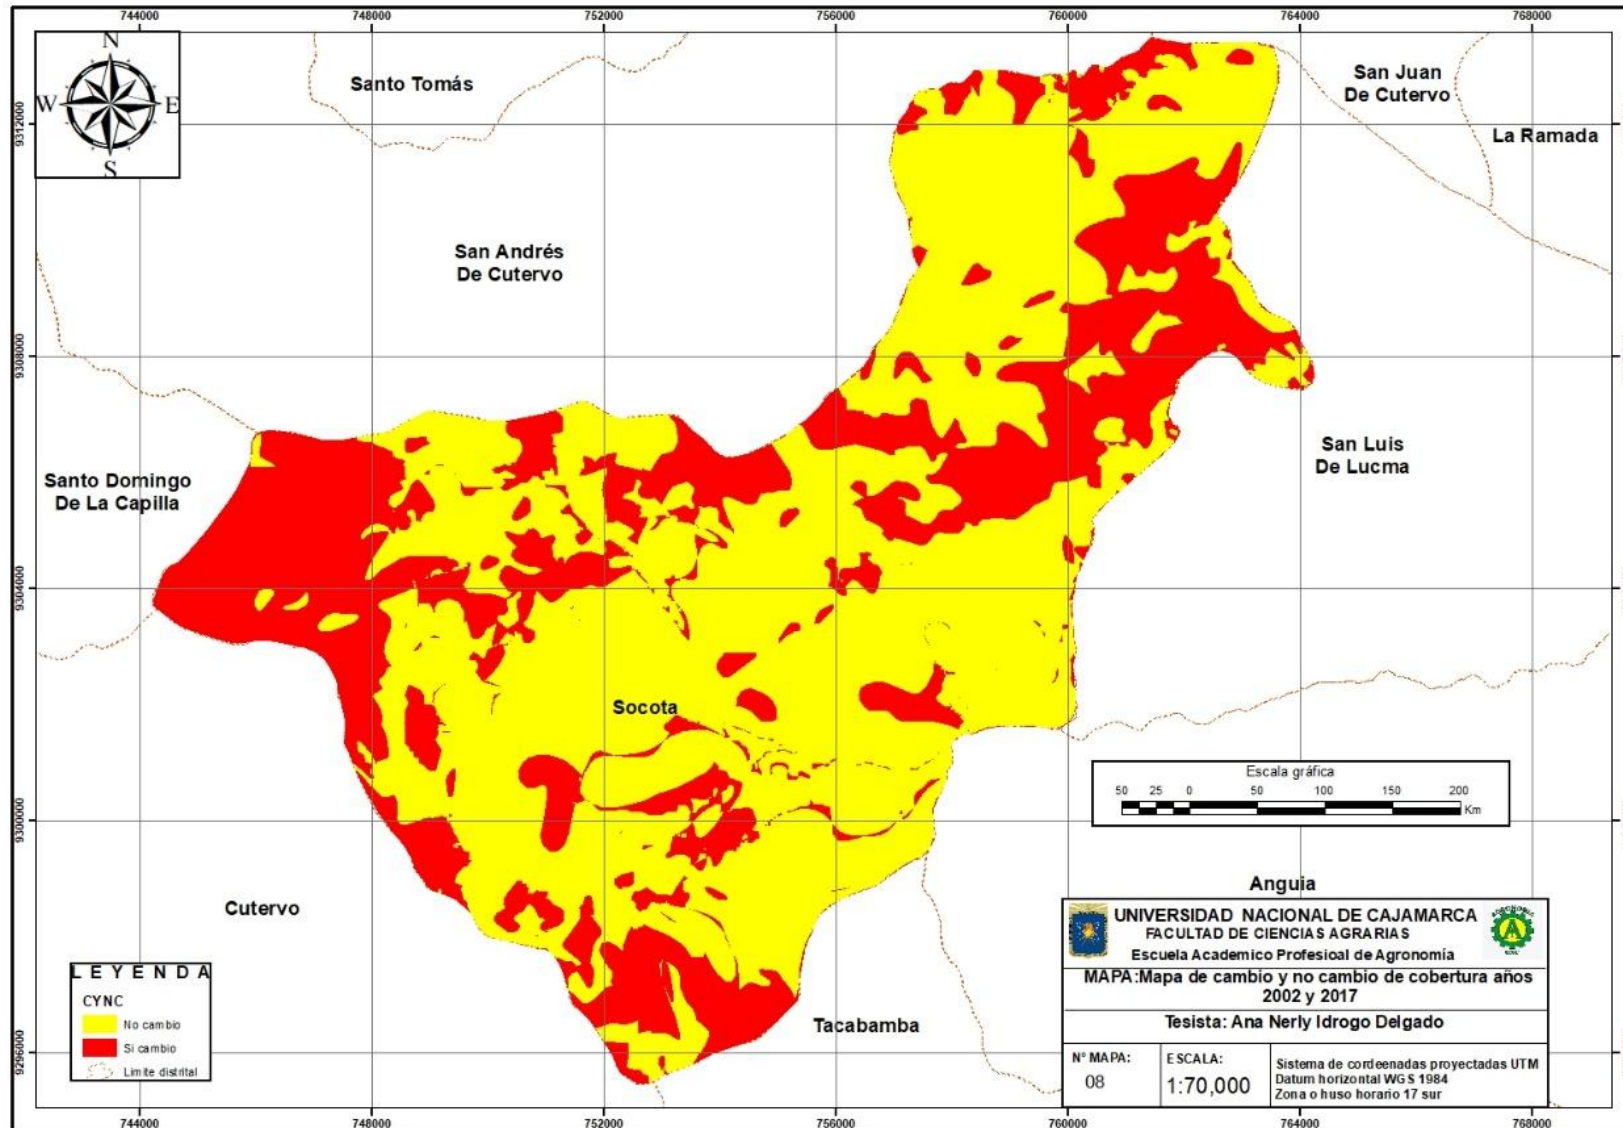 744000 748000 752000 756000 760000 764000 768000
N
W E
S
Santo Tomás
San Juan
De Cutervo
La Ramada
9312000
San Andrés
De Cutervo
9308000
San Luis
De Lucma
Santo Domingo
De La Capilla
9304000
Socota
Escala gráfica
50 25 0 50 100 150 200
Km
9300000
Anguia
Cutervo
Tacabamba
9296000
LEYENDA
CYNC
No cambio
Si cambio
Limite distrital
UNIVERSIDAD NACIONAL DE CAJAMARCA
FACULTAD DE CIENCIAS AGRARIAS
Escuela Academico Profesioal de Agronomía
MAPA:Mapa de cambio y no cambio de cobertura años
2002 y 2017
Tesista: Ana Nerly Idrogo Delgado
N° MAPA:
08
ESCALA:
1:70,000
Sistema de cordeenadas proyectadas UTM
Datum horizontal WGS 1984
Zona o huso horario 17 sur
744000 748000 752000 756000 760000 764000 768000